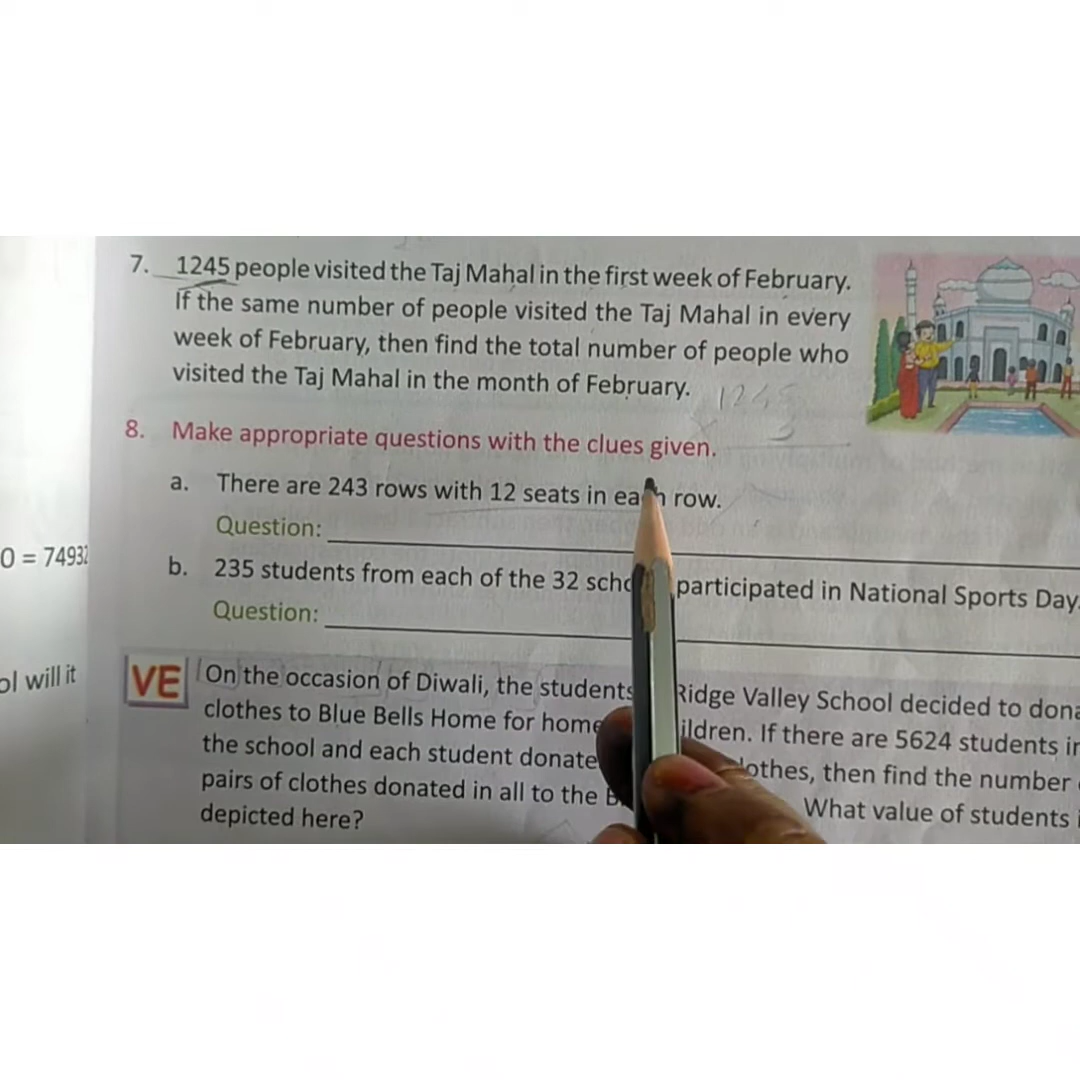 7. 1245 people visited the Taj Mahal in the first week of February.
If the same number of people visited the Taj Mahal in every
week of February, then find the total number of people who
visited the Taj Mahal in the month of February.
1245
× 3
8. Make appropriate questions with the clues given.
a. There are 243 rows with 12 seats in each row.
Question:
0 = 7493
b. 235 students from each of the 32 participated in National Sports Day.
Question:
ol will it
VE On the occasion of Diwali, the students Ridge Valley School decided to dona
clothes to Blue Bells Home for home ildren. If there are 5624 students in
the school and each student donate lothes, then find the number
pairs of clothes donated in all to the What value of students
depicted here?